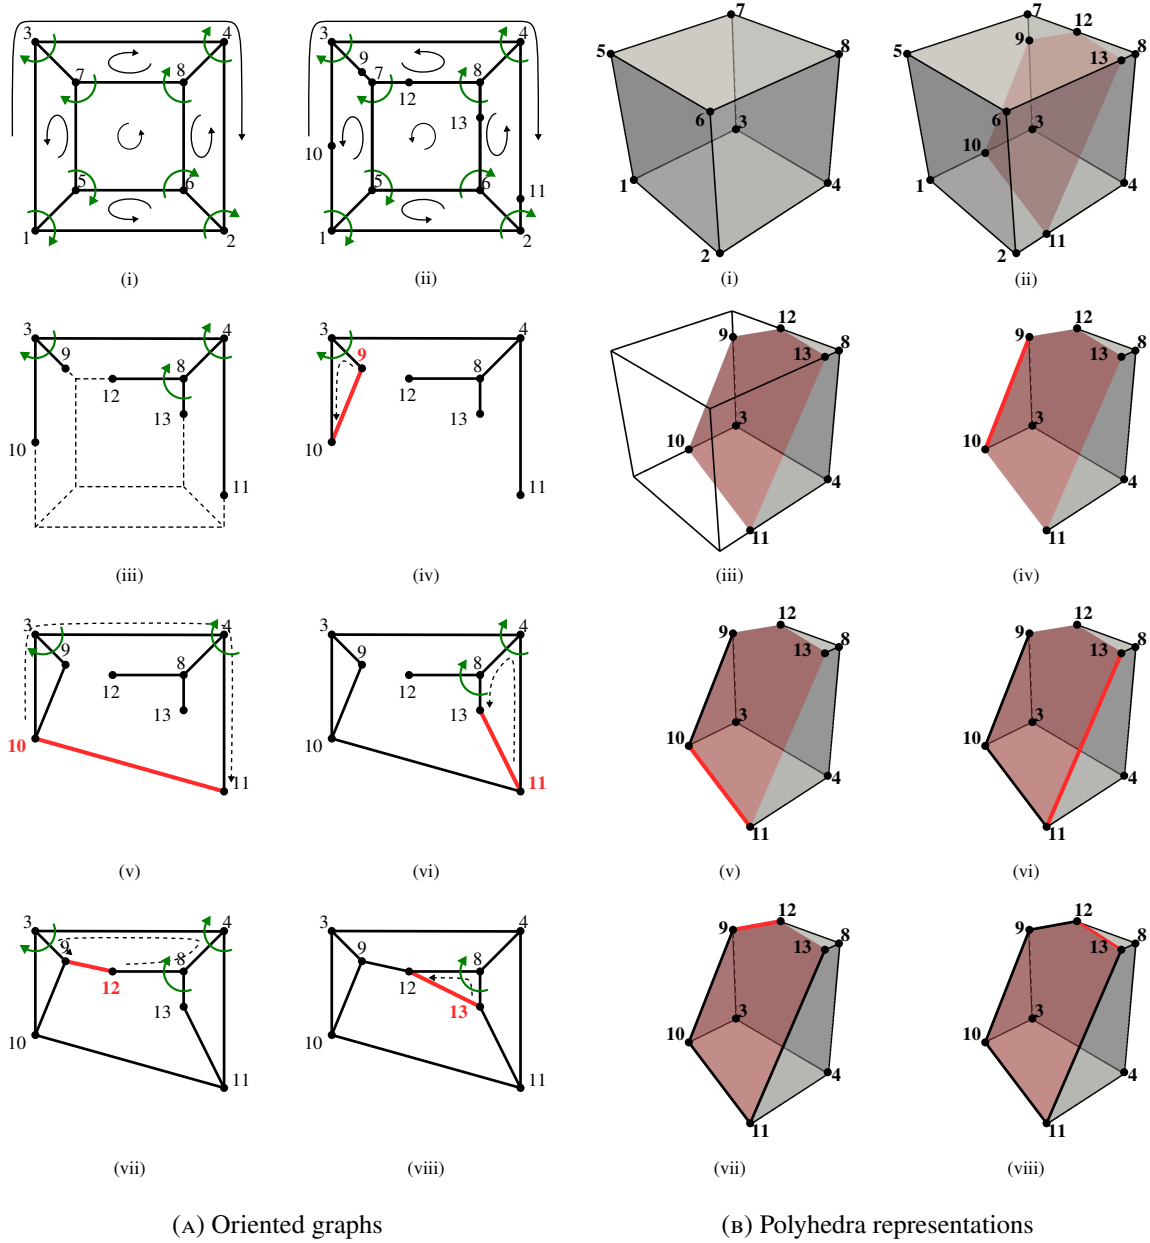 3 4 3 4 7 7 12
7 8 9 7 8 5 8 5 9 13 8
12
13 6 6
10 3 10 3
5 6 5 6 11 1 4 1 4
1 2 1 2 2 2 11
(i) (ii) (i) (ii)
3 4 3 4 12 9 12
9 8 9 8 9 13 8 13 8
12 13 12 13
10 11 10 11 10 3 10 3
4 4
11 11
(iii) (iv) (iii) (iv)
3 4 3 4 12 12
9 8 9 8 9 13 8 9 13 8
12 13 12 13
10 11 10 11 10 3 10 3
4 4
11 11
(v) (vi) (v) (vi)
3 4 3 4 12 12
9 8 9 8 9 13 8 9 13 8
12 13 12 13
10 11 10 11 10 3 10 3
4 4
11 11
(vii) (viii) (vii) (viii)
(A) Oriented graphs (B) Polyhedra representations